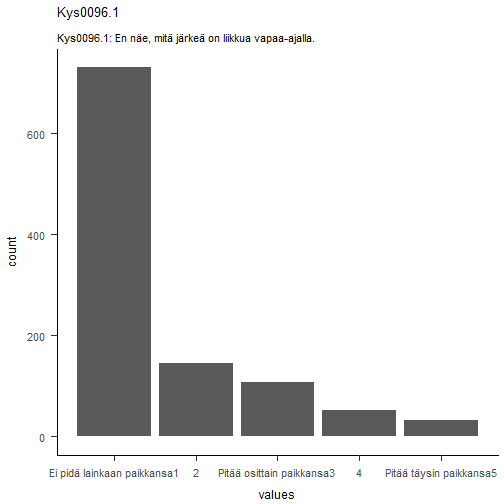 Kys0096.1
Kys0096.1: En näe, mitä järkeä on liikkua vapaa-ajalla.
600
400
200
0
count
Ei pidä lainkaan paikkansa1
2
Pitää osittain paikkansa3
4
Pitää täysin paikkansa5
values